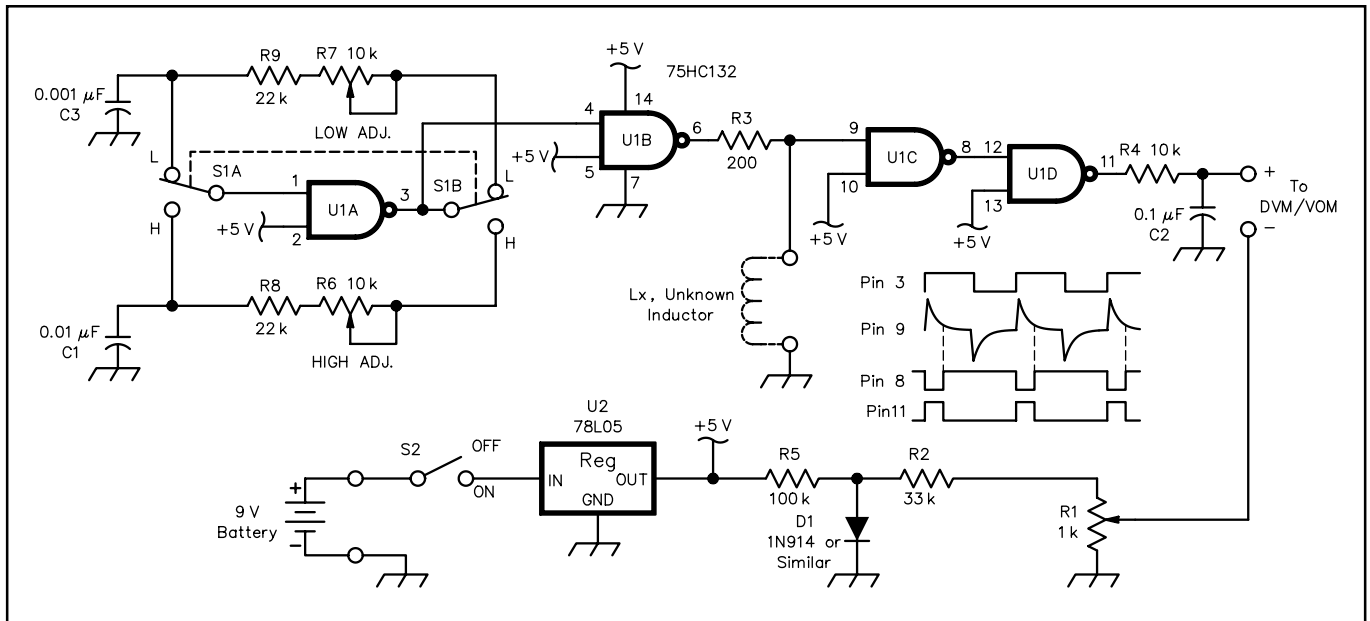 R9
22 k
R7 10 k
LOW ADJ.
0.001 µF
C3
L
S1A
H
1
2
+5 V
U1A
3
S1B
L
H
R8
22 k
R6 10 k
HIGH ADJ.
0.01 µF
C1
+5 V
75HC132
4
14
U1B
+5 V
5
7
6
R3
200
9
10
+5 V
U1C
8
12
13
+5 V
U1D
11
R4 10 k
0.1 µF
C2
+
To
DVM/VOM
–
Lx, Unknown
Inductor
Pin 3
Pin 9
Pin 8
Pin11
9 V
Battery
+
–
S2
OFF
ON
U2
78L05
Reg
IN
OUT
GND
+5 V
R5
100 k
D1
1N914 or
Similar
R2
33 k
R1
1 k